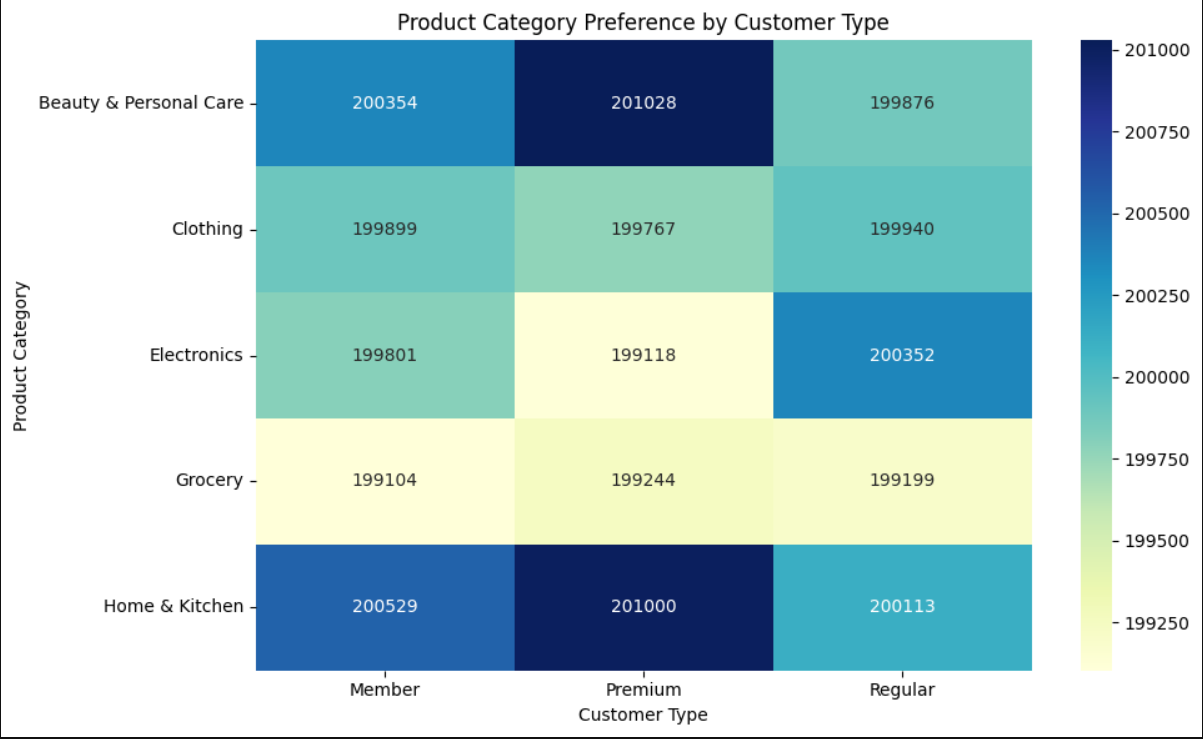 Product Category Preference by Customer Type
Beauty & Personal Care 200354 201028 199876
Clothing 199899 199767 199940
Electronics 199801 199118 200352
Grocery 199104 199244 199199
Home & Kitchen 200529 201000 200113
Member Premium Regular
Customer Type
Product Category
201000
200750
200500
200250
200000
199750
199500
199250